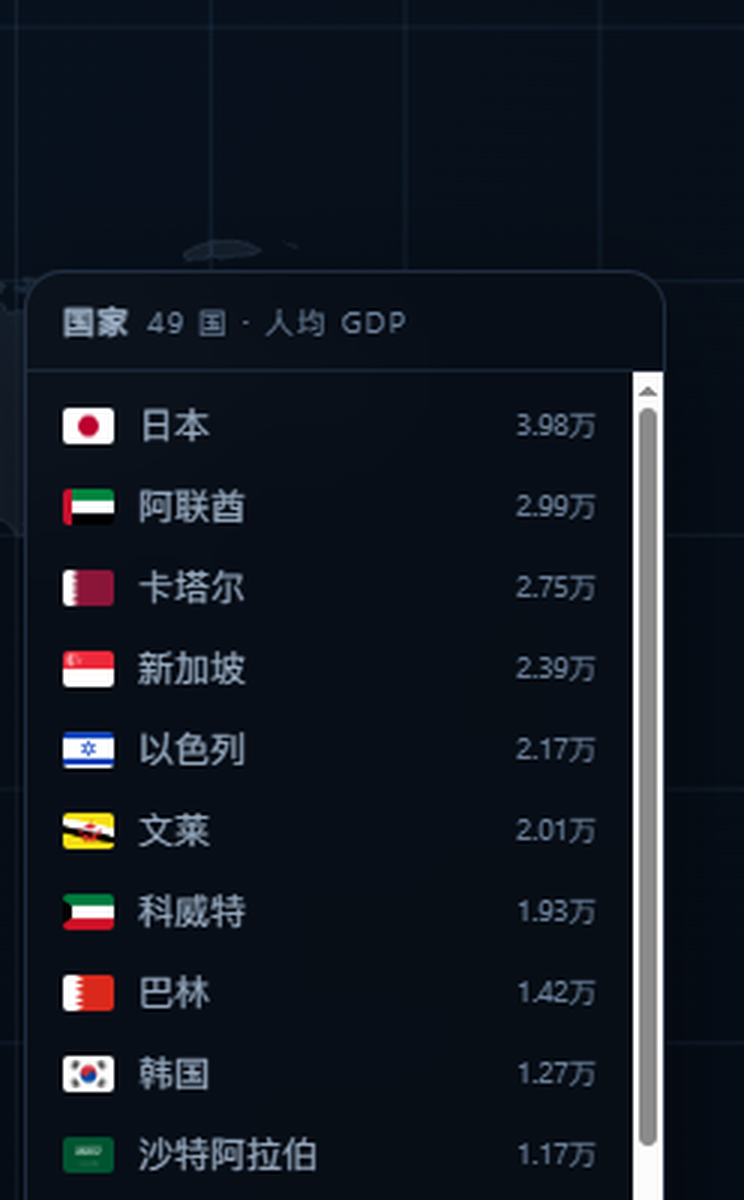 国家 49 国 · 人均 GDP
日本 3.98万
阿联酋 2.99万
卡塔尔 2.75万
新加坡 2.39万
以色列 2.17万
文莱 2.01万
科威特 1.93万
巴林 1.42万
韩国 1.27万
沙特阿拉伯 1.17万